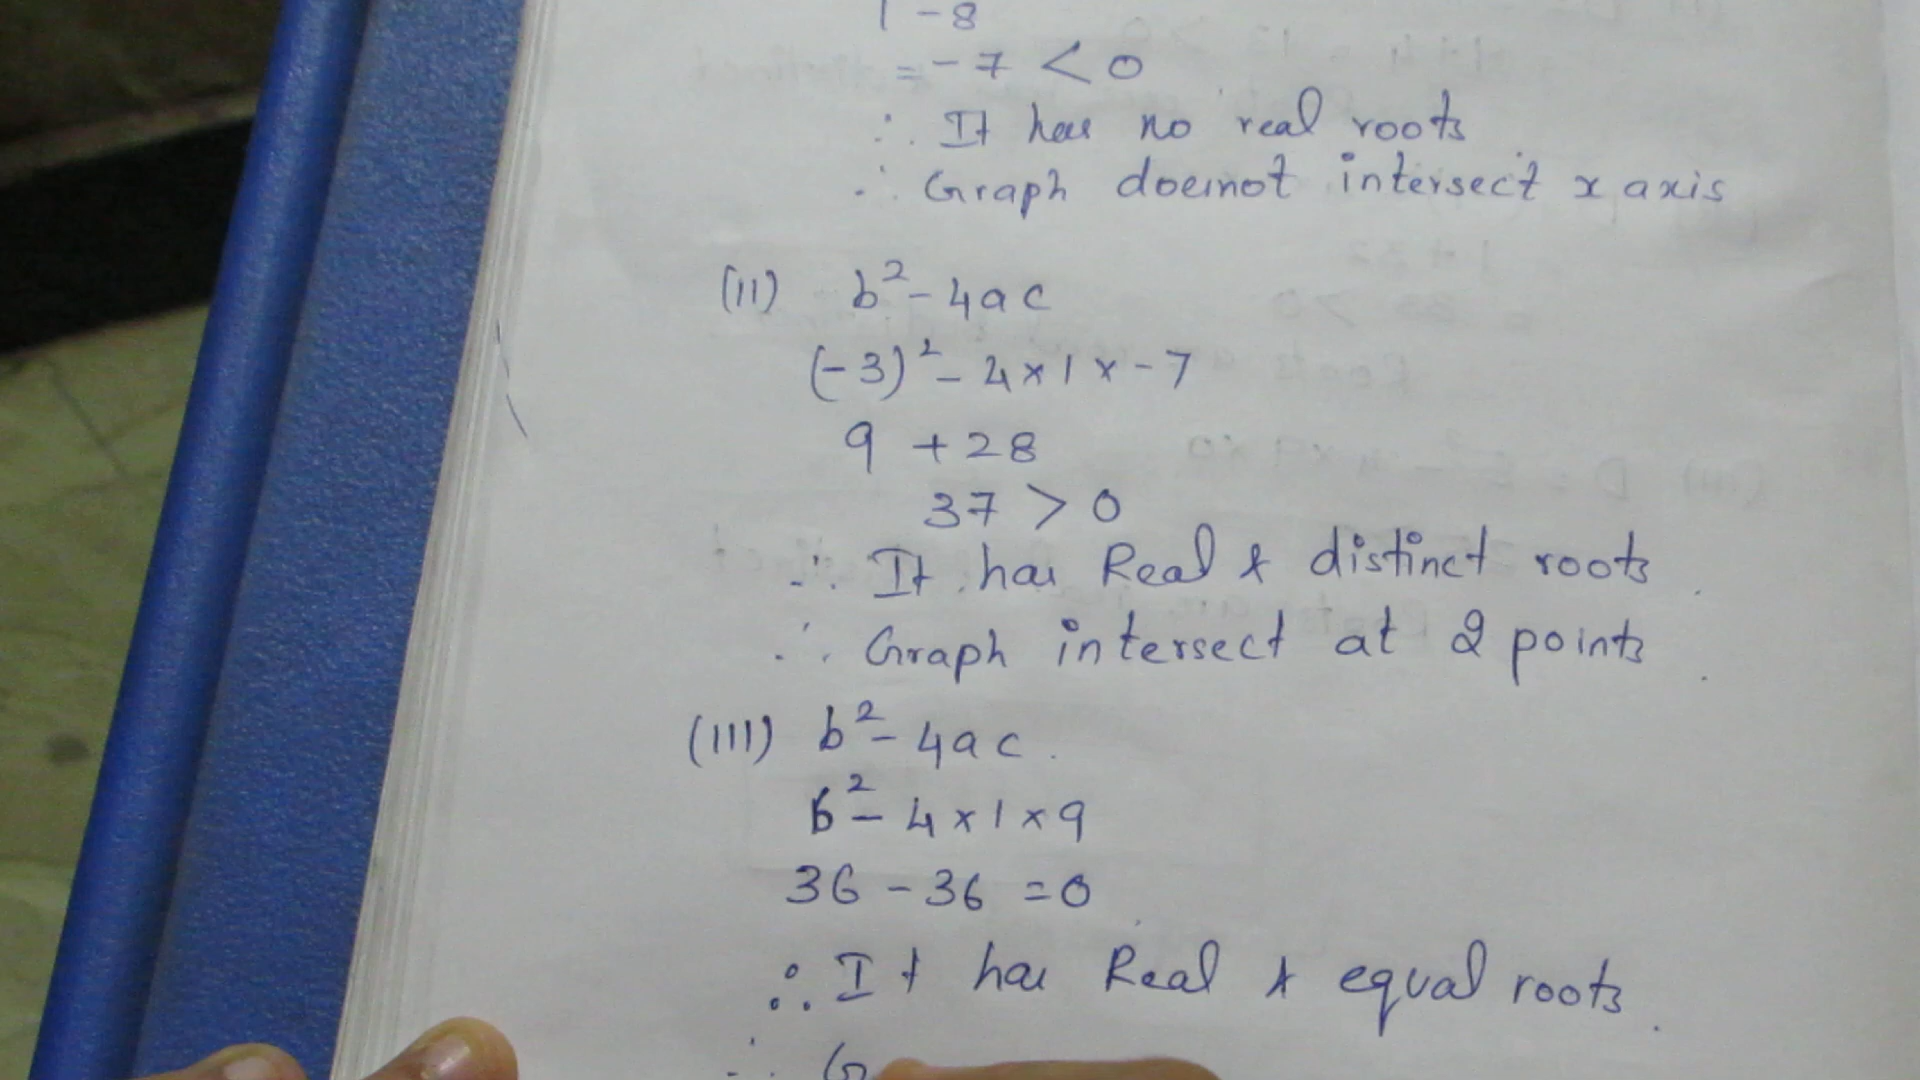 1 - 8
= - 7 < 0
∴ It has no real roots
∴ Graph doesnot intersect x axis
(II) b² - 4ac
(-3)² - 4 × 1 × - 7
9 + 28
37 > 0
∴ It has Real & distinct roots
∴ Graph intersect at 2 points
(III) b² - 4ac
6² - 4 × 1 × 9
36 - 36 = 0
∴ It has Real & equal roots
∴ G